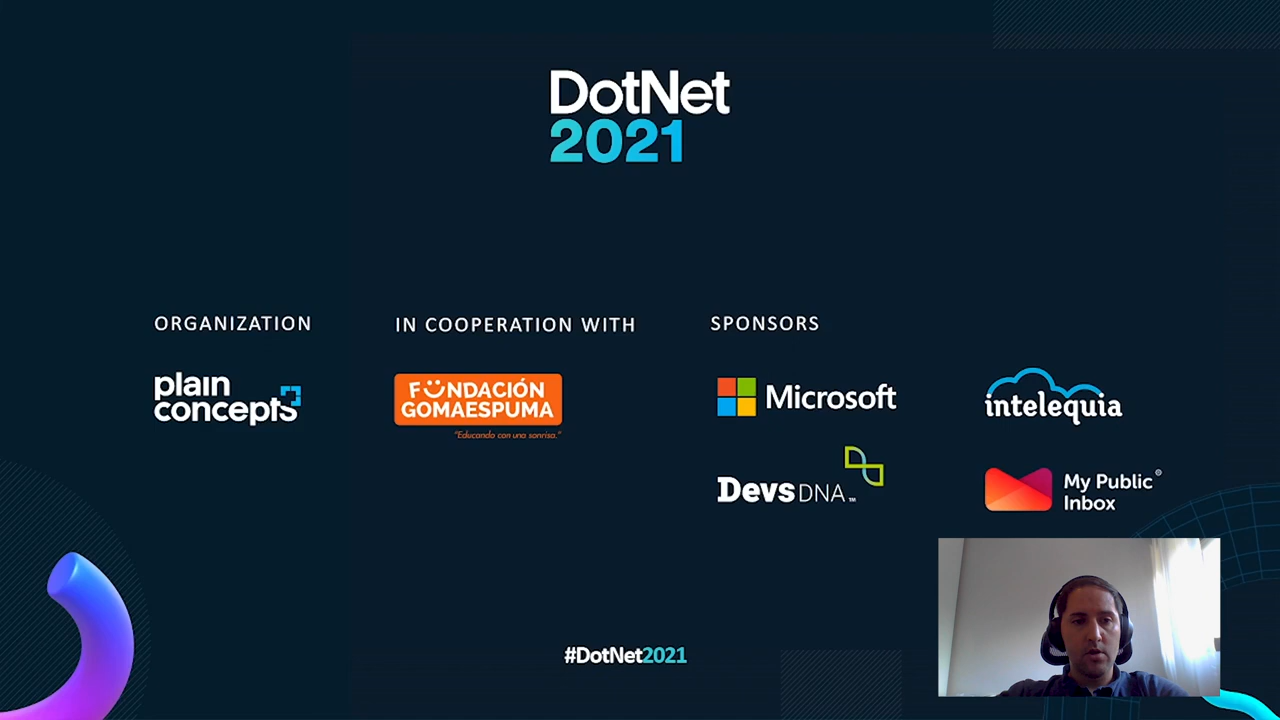 DotNet
2021
ORGANIZATION
plain
concepts
IN COOPERATION WITH
FUNDACIÓN
GOMAESPUMA
"Educando con una sonrisa."
SPONSORS
Microsoft
intelequia
DevsDNA™
My Public®
Inbox
#DotNet2021